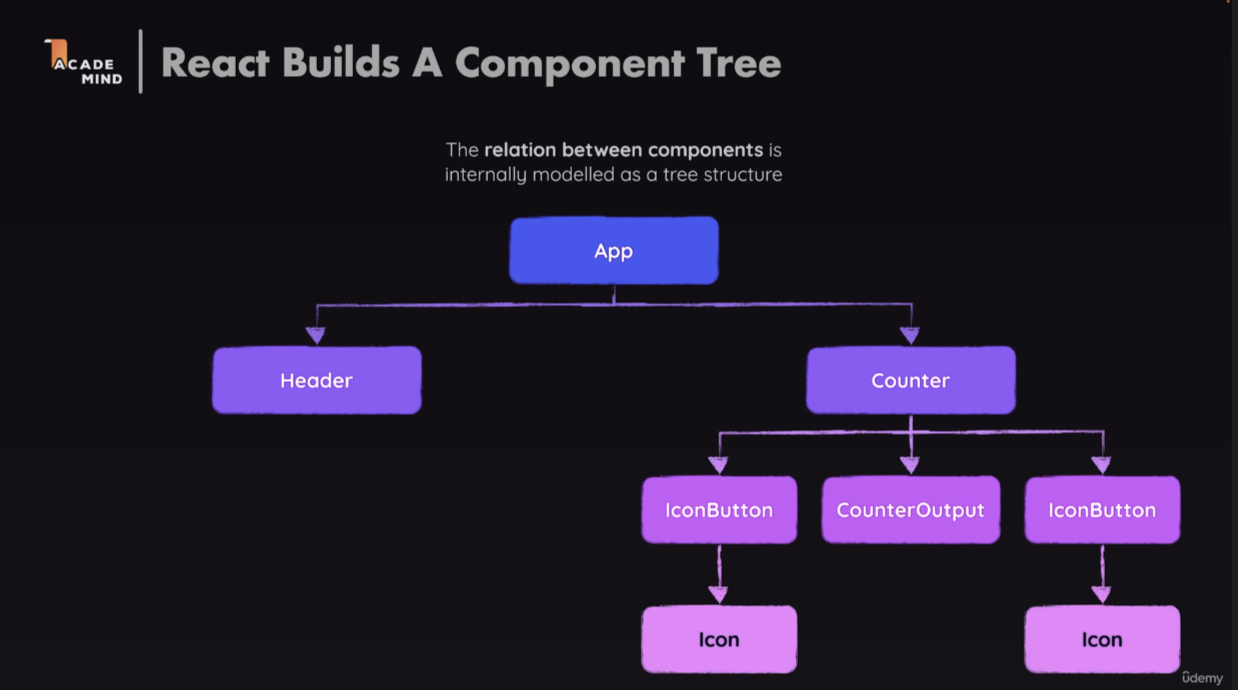 ACADE
MIND
React Builds A Component Tree
The relation between components is
internally modelled as a tree structure
App
Header
Counter
IconButton
CounterOutput
IconButton
Icon
Icon
ûdemy